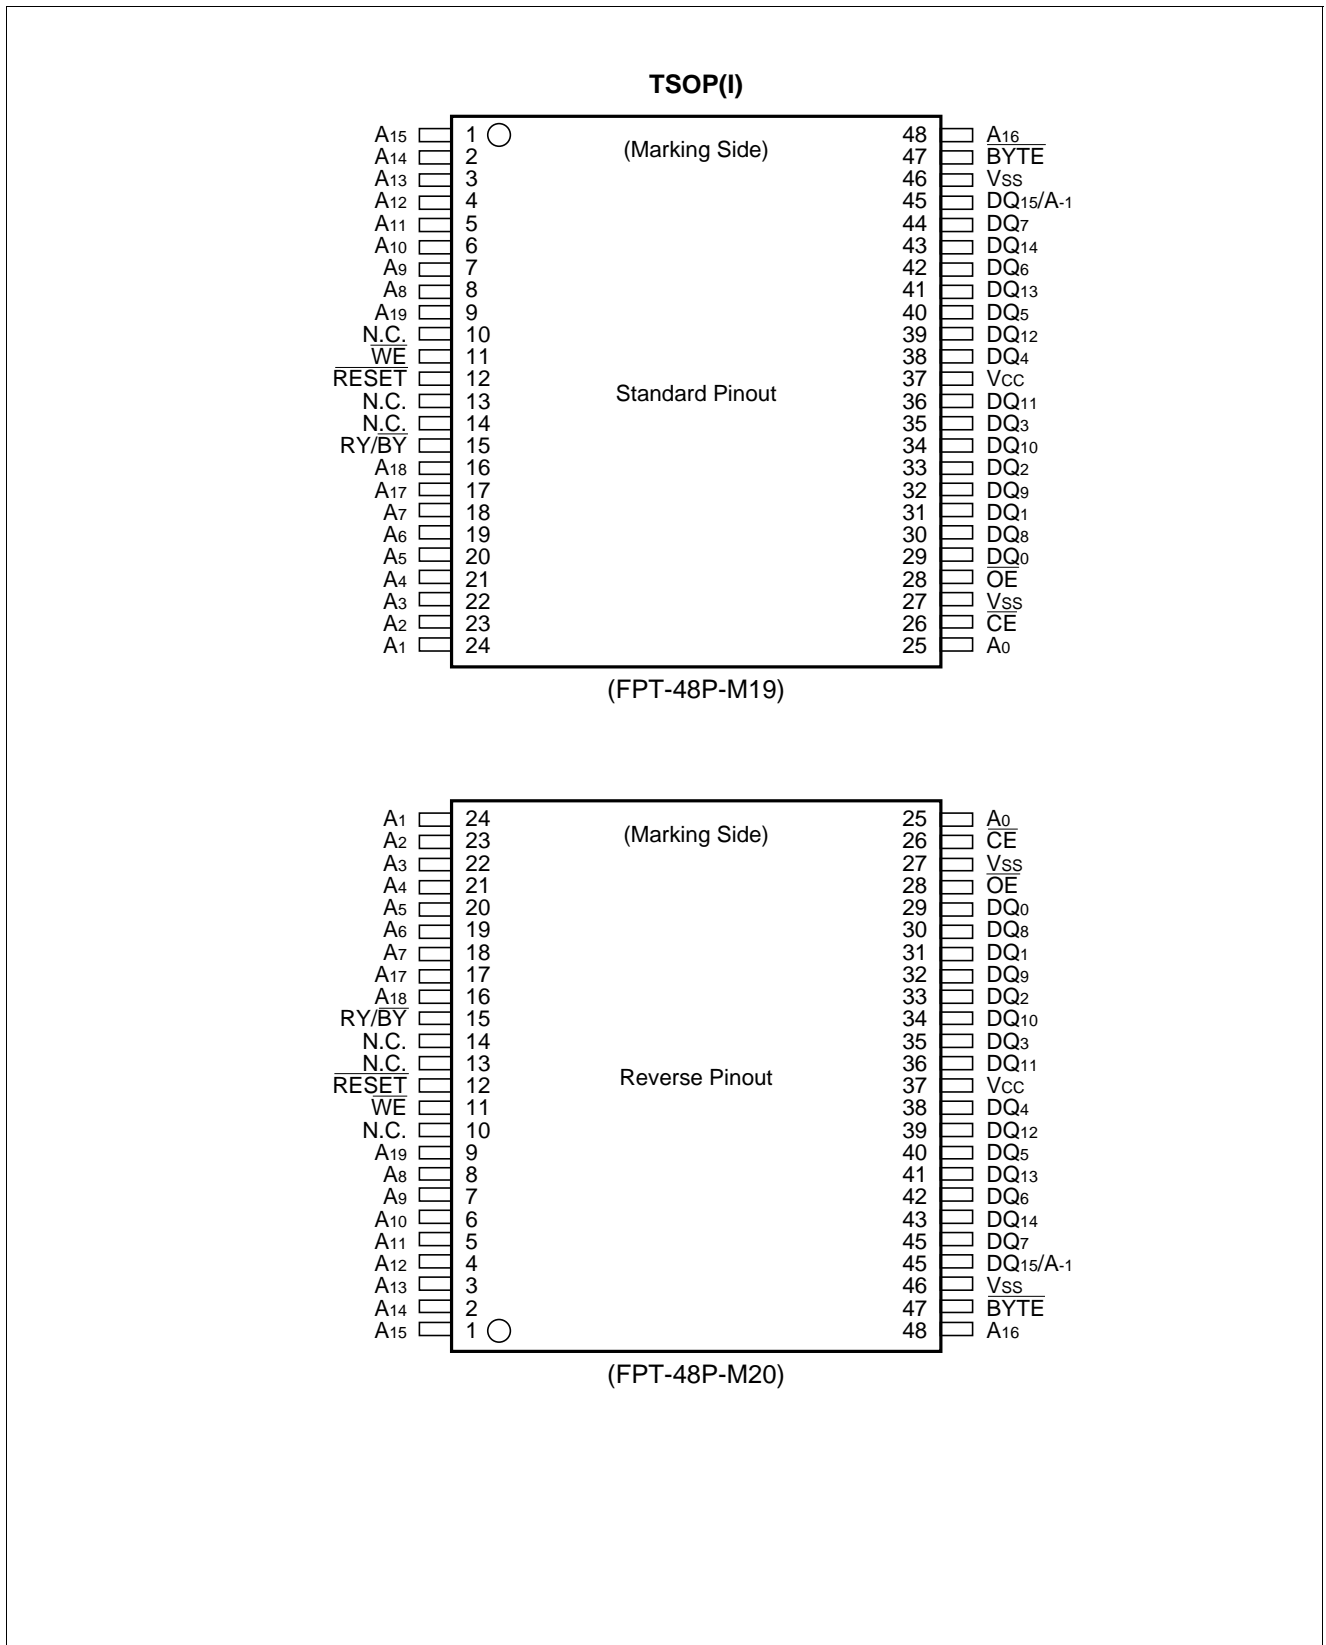 TSOP(I)
A15 1 (Marking Side) 48 A16
A14 2 47 BYTE
A13 3 46 VSS
A12 4 45 DQ15/A-1
A11 5 44 DQ7
A10 6 43 DQ14
A9 7 42 DQ6
A8 8 41 DQ13
A19 9 40 DQ5
N.C. 10 39 DQ12
WE 11 38 DQ4
RESET 12 37 VCC
N.C. 13 Standard Pinout 36 DQ11
N.C. 14 35 DQ3
RY/BY 15 34 DQ10
A18 16 33 DQ2
A17 17 32 DQ9
A7 18 31 DQ1
A6 19 30 DQ8
A5 20 29 DQ0
A4 21 28 OE
A3 22 27 VSS
A2 23 26 CE
A1 24 25 A0
(FPT-48P-M19)
A1 24 (Marking Side) 25 A0
A2 23 26 CE
A3 22 27 VSS
A4 21 28 OE
A5 20 29 DQ0
A6 19 30 DQ8
A7 18 31 DQ1
A17 17 32 DQ9
A18 16 33 DQ2
RY/BY 15 34 DQ10
N.C. 14 35 DQ3
N.C. 13 36 DQ11
RESET 12 Reverse Pinout 37 VCC
WE 11 38 DQ4
N.C. 10 39 DQ12
A19 9 40 DQ5
A8 8 41 DQ13
A9 7 42 DQ6
A10 6 43 DQ14
A11 5 45 DQ7
A12 4 45 DQ15/A-1
A13 3 46 VSS
A14 2 47 BYTE
A15 1 48 A16
(FPT-48P-M20)